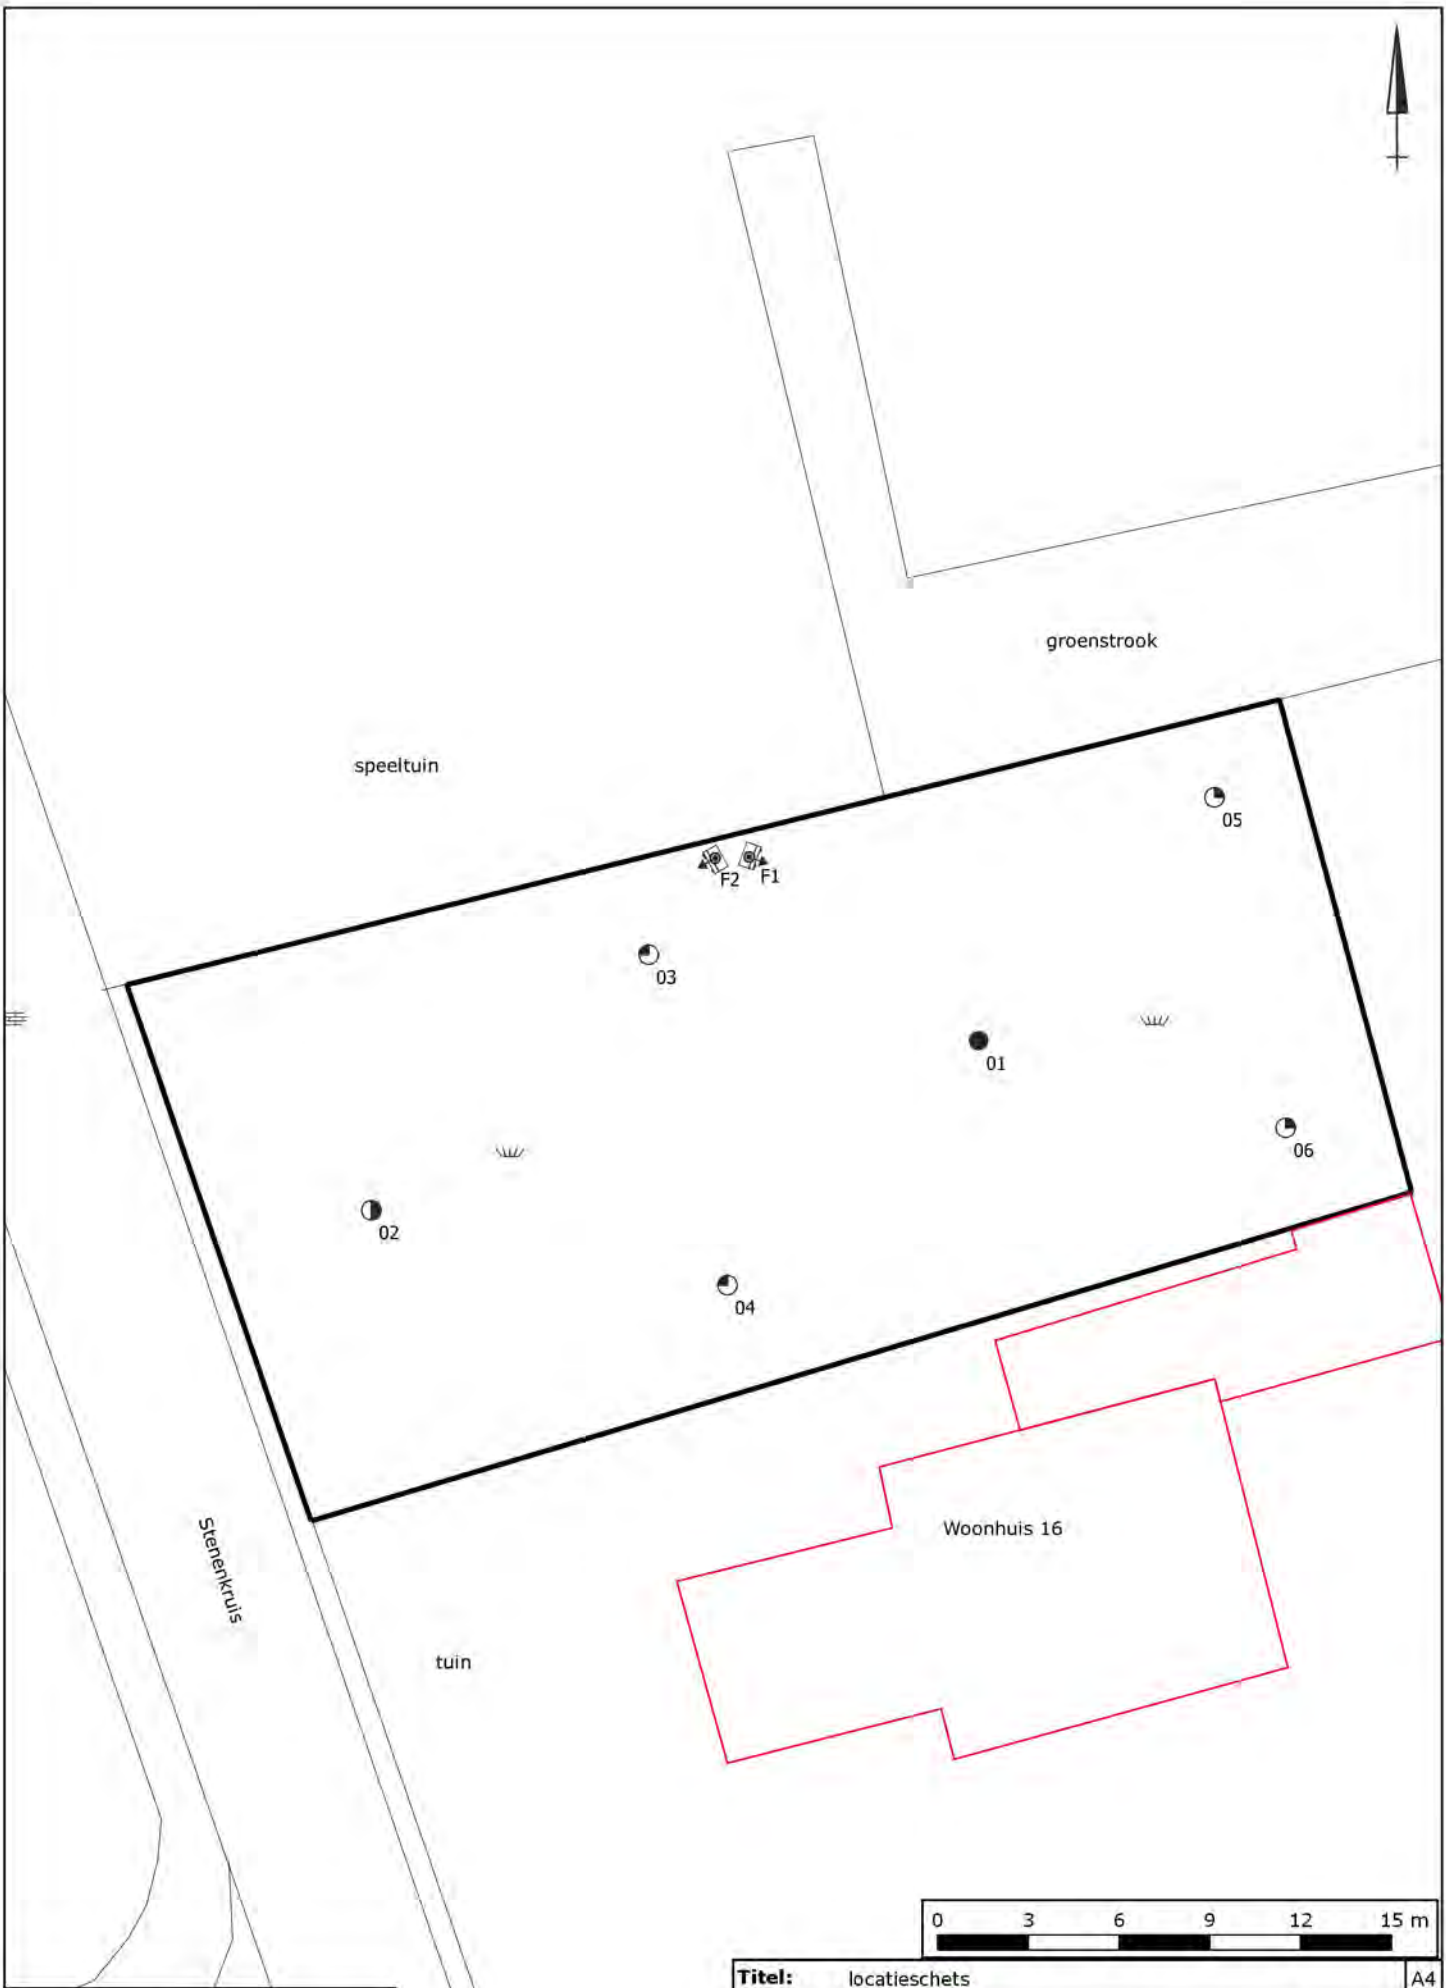 groenstrook
speeltuin
05
F2
F1
03
01
06
02
04
Woonhuis 16
Stenenkruis
tuin
0 3 6 9 12 15 m
Titel: locatieschets A4